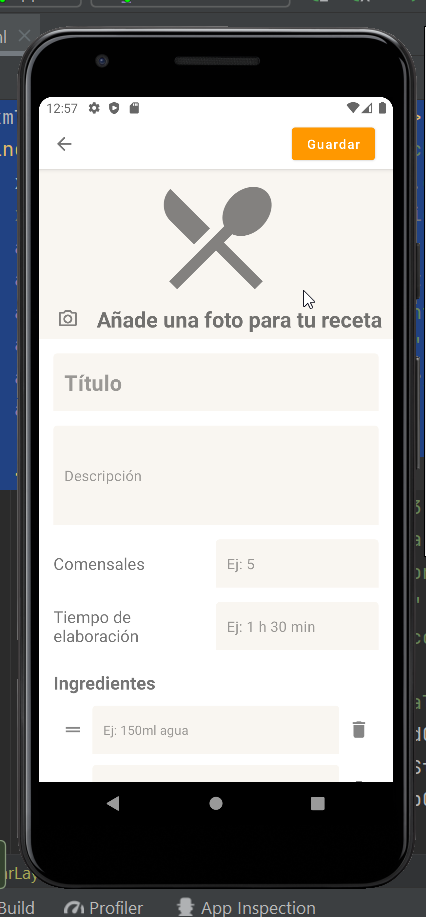 12:57
Guardar
Añade una foto para tu receta
Título
Descripción
Comensales
Ej: 5
Tiempo de
elaboración
Ej: 1 h 30 min
Ingredientes
Ej: 150ml agua
Build
Profiler
App Inspection